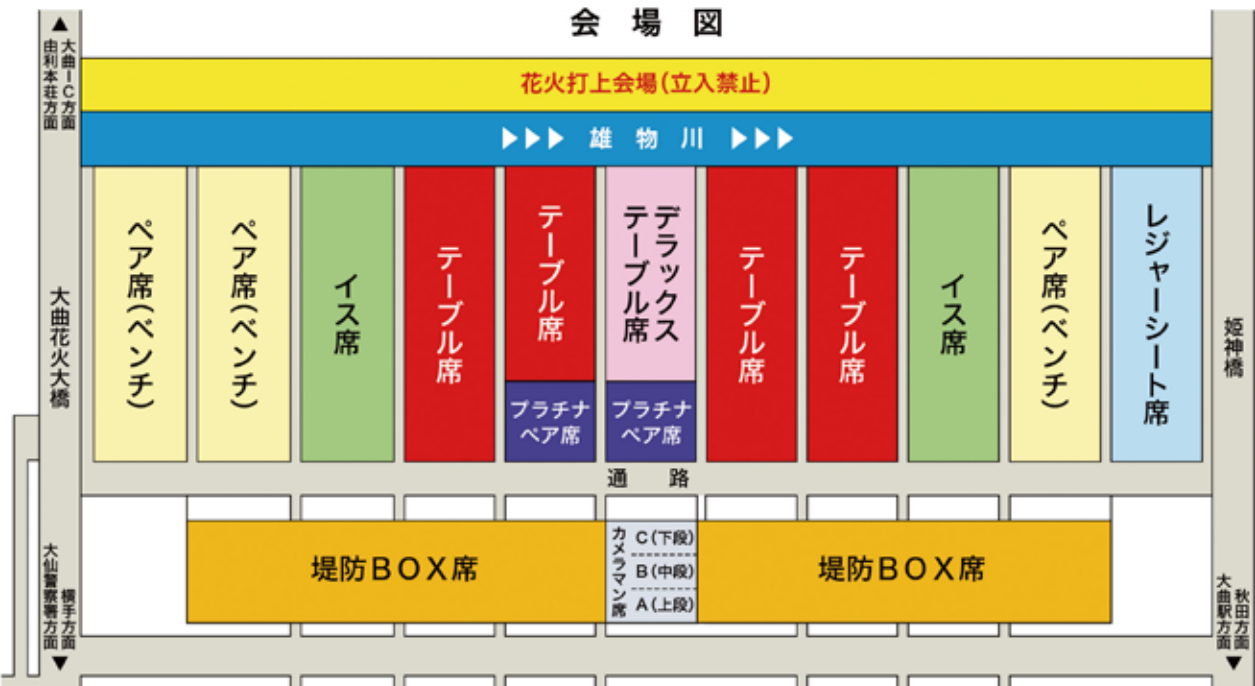 会場図
▲
大曲IC方面
由利本荘方面
花火打上会場(立入禁止)
▶▶▶ 雄物川 ▶▶▶
大曲花火大橋
ペア席(ベンチ)
ペア席(ベンチ)
イス席
テーブル席
テーブル席
デラックス
テーブル席
テーブル席
テーブル席
イス席
ペア席(ベンチ)
レジャーシート席
姫神橋
プラチナ
ペア席
プラチナ
ペア席
通路
堤防BOX席
カメラマン席
C(下段)
B(中段)
A(上段)
堤防BOX席
横手方面
大仙警察署方面
▼
秋田方面
大曲駅方面
▼